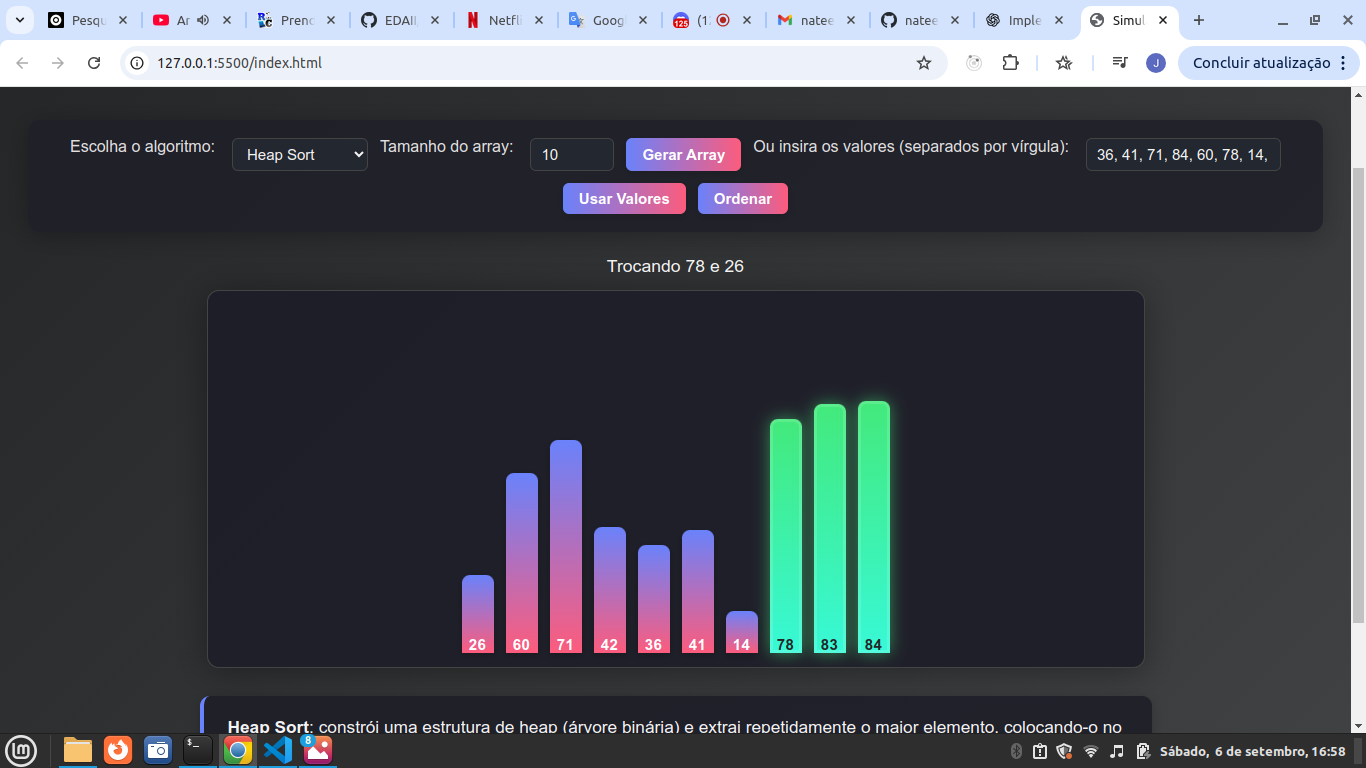 Pesqu
Ar
Prenc
EDAII
Netfli
Goog
125
(1
natee
natee
Imple
Simul
127.0.0.1:5500/index.html
J
Concluir atualização
Escolha o algoritmo:
Heap Sort
Tamanho do array:
10
Gerar Array
Ou insira os valores (separados por vírgula):
36, 41, 71, 84, 60, 78, 14,
Usar Valores
Ordenar
Trocando 78 e 26
26 60 71 42 36 41 14 78 83 84
Heap Sort: constrói uma estrutura de heap (árvore binária) e extrai repetidamente o maior elemento, colocando-o no
8
Sábado, 6 de setembro, 16:58